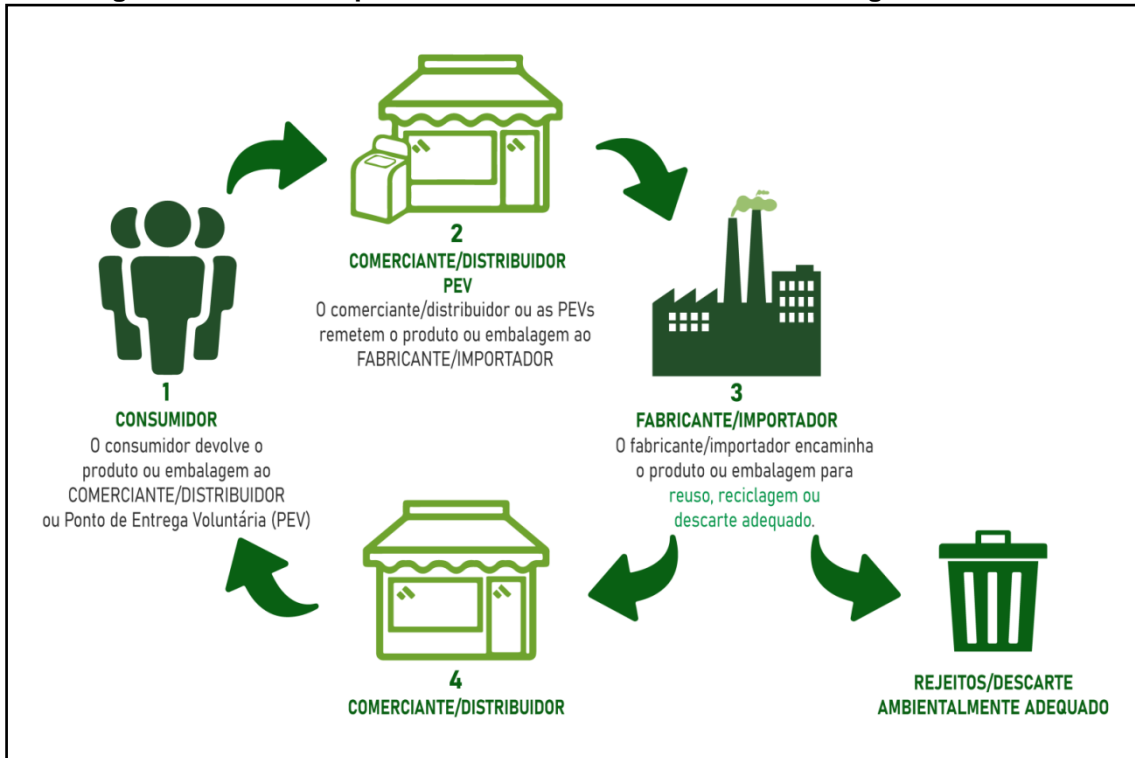 2
COMERCIANTE/DISTRIBUIDOR
PEV
O comerciante/distribuidor ou as PEVs
remetem o produto ou embalagem ao
FABRICANTE/IMPORTADOR
1
CONSUMIDOR
O consumidor devolve o
produto ou embalagem ao
COMERCIANTE/DISTRIBUIDOR
ou Ponto de Entrega Voluntária (PEV)
3
FABRICANTE/IMPORTADOR
O fabricante/importador encaminha
o produto ou embalagem para
reuso, reciclagem ou
descarte adequado.
4
COMERCIANTE/DISTRIBUIDOR
REJEITOS/DESCARTE
AMBIENTALMENTE ADEQUADO